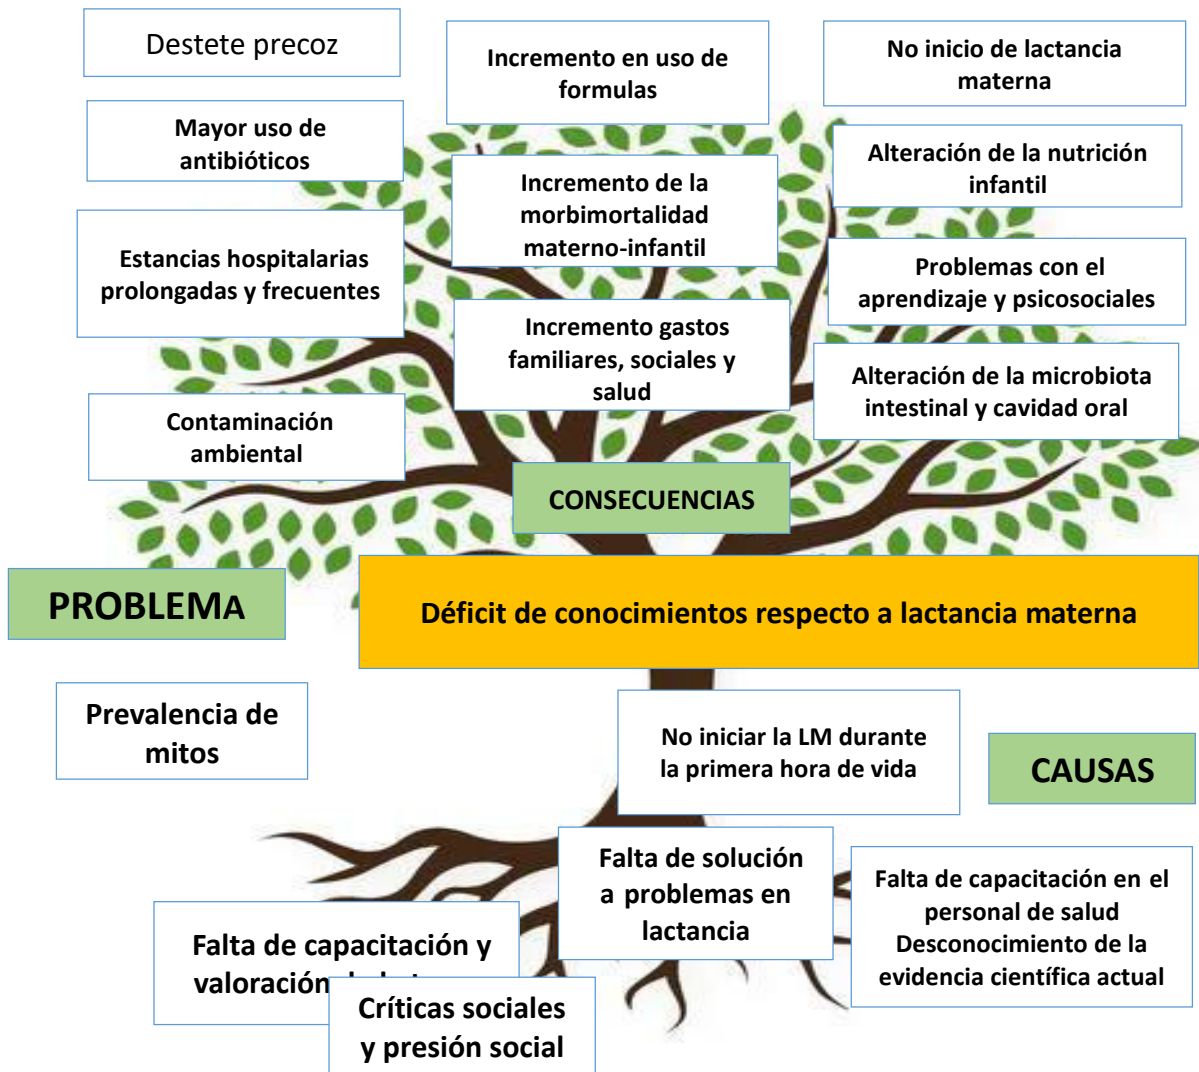 Destete precoz
Incremento en uso de
formulas
No inicio de lactancia
materna
Mayor uso de
antibióticos
Incremento de la
morbimortalidad
materno-infantil
Alteración de la nutrición
infantil
Estancias hospitalarias
prolongadas y frecuentes
Incremento gastos
familiares, sociales y
salud
Problemas con el
aprendizaje y psicosociales
Alteración de la microbiota
intestinal y cavidad oral
Contaminación
ambiental
CONSECUENCIAS
PROBLEMA
Déficit de conocimientos respecto a lactancia materna
Prevalencia de
mitos
No iniciar la LM durante
la primera hora de vida
CAUSAS
Falta de solución
a problemas en
lactancia
Falta de capacitación en el
personal de salud
Desconocimiento de la
evidencia científica actual
Falta de capacitación y
valoración
Críticas sociales
y presión social